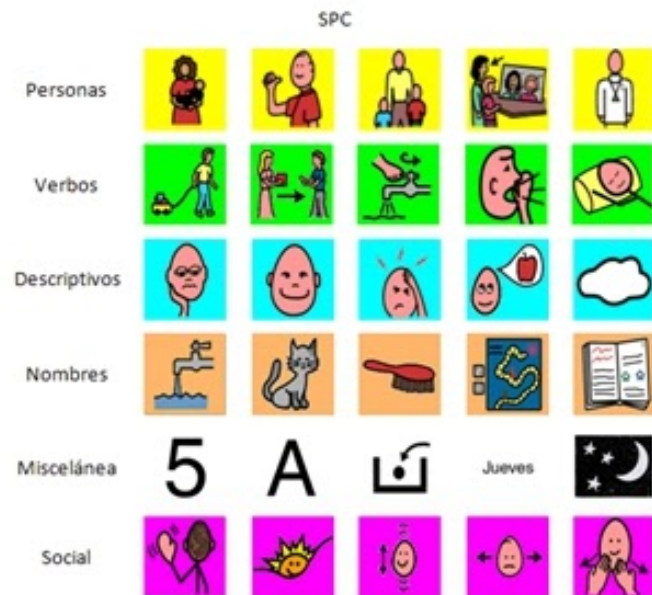 SPC
Personas
Verbos
Descriptivos
Nombres
Miscelánea
5 A Jueves
Social